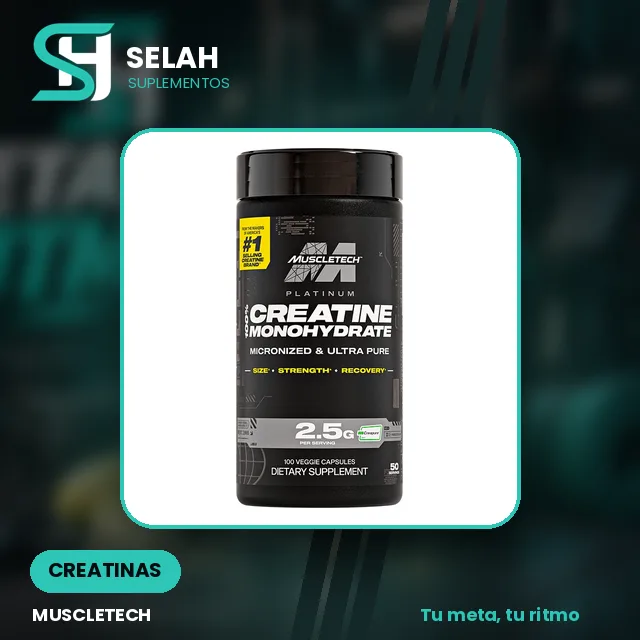 SELAH
SUPLEMENTOS
#1
SELLING
CREATINE
BRAND
MUSCLETECH
PLATINUM
100%
CREATINE
MONOHYDRATE
MICRONIZED & ULTRA PURE
SIZE • STRENGTH • RECOVERY
2.5G
PER SERVING
100 VEGGIE CAPSULES
DIETARY SUPPLEMENT
50
CREATINAS
MUSCLETECH
Tu meta, tu ritmo